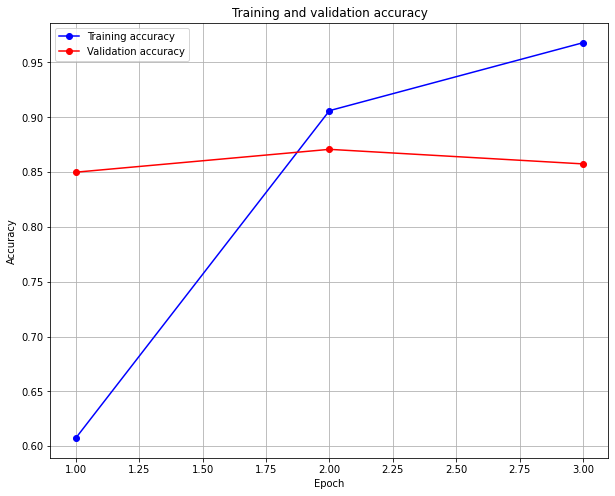 Training and validation accuracy
Training accuracy
Validation accuracy
0.95
0.90
0.85
0.80
0.75
0.70
0.65
0.60
Accuracy
1.00 1.25 1.50 1.75 2.00 2.25 2.50 2.75 3.00
Epoch